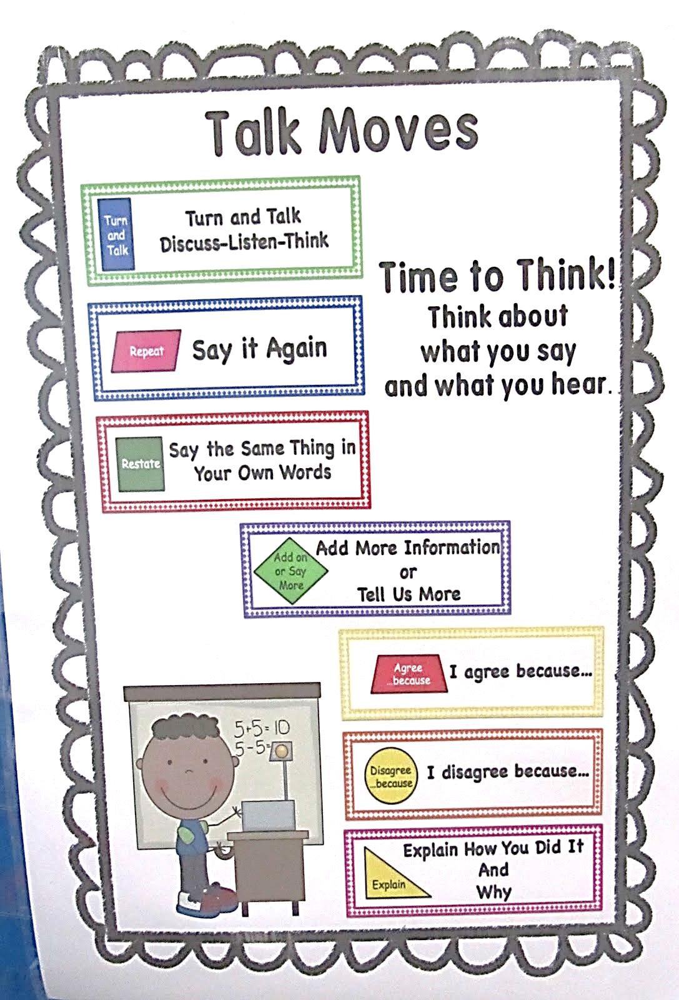 Talk Moves
Turn
and
Talk
Turn and Talk
Discuss-Listen-Think
Time to Think!
Think about
what you say
and what you hear.
Repeat
Say it Again
Restate
Say the Same Thing in
Your Own Words
Add on
or Say
More
Add More Information
or
Tell Us More
Agree
...because
I agree because...
Disagree
...because
I disagree because...
Explain
Explain How You Did It
And
Why
5+5=10
5-5=